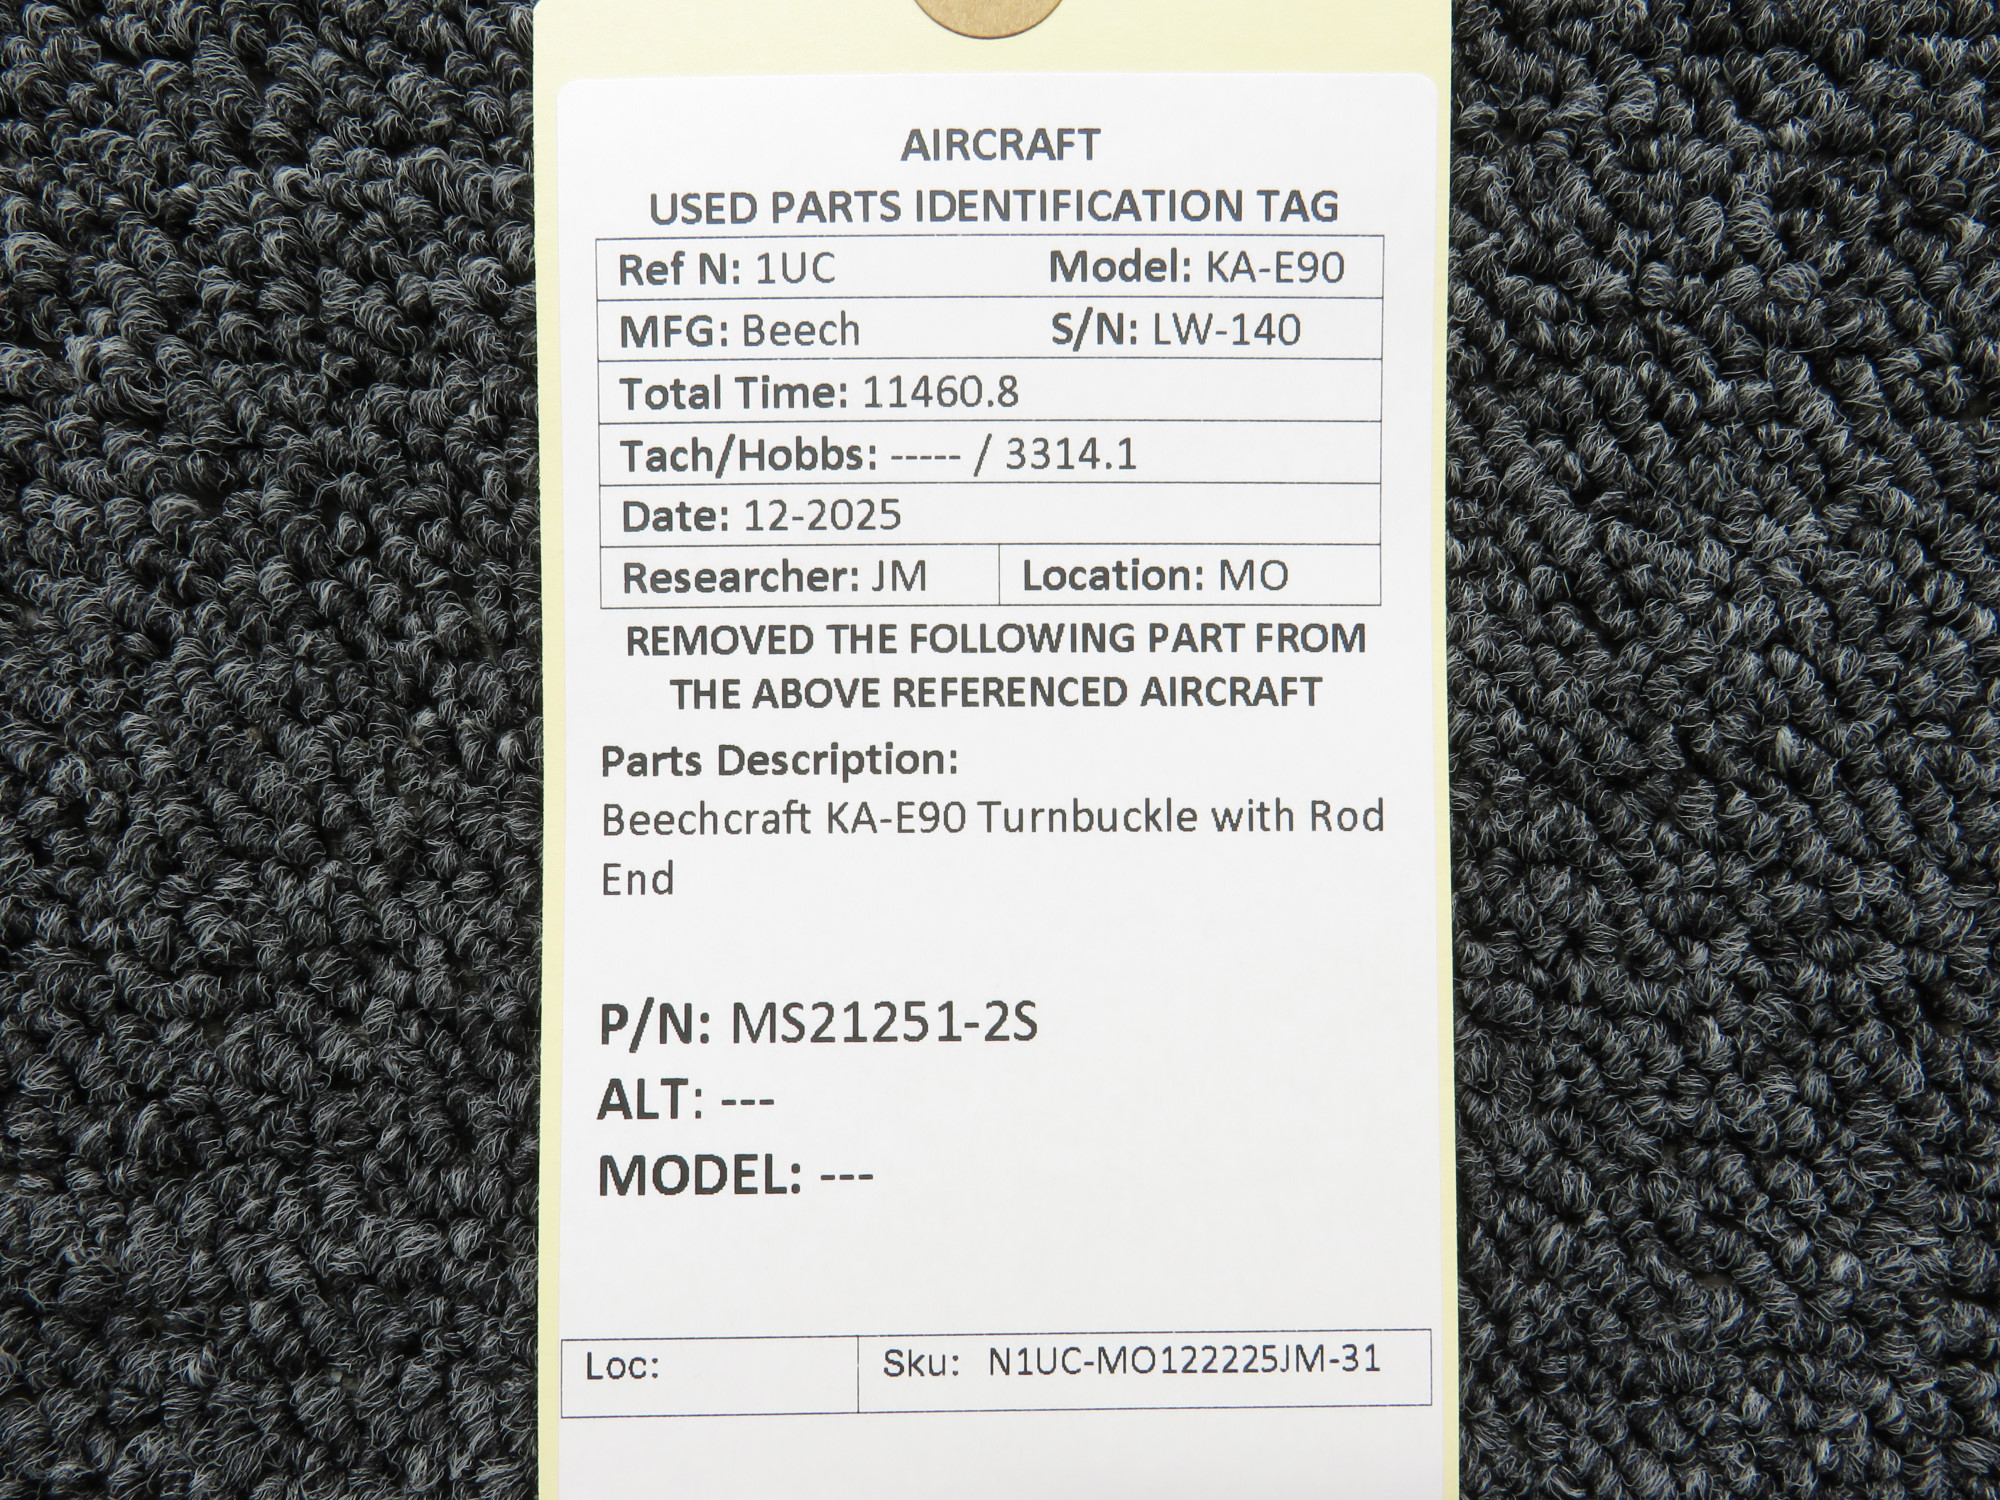 AIRCRAFT
USED PARTS IDENTIFICATION TAG
Ref N: 1UC Model: KA-E90
MFG: Beech S/N: LW-140
Total Time: 11460.8
Tach/Hobbs: ----- / 3314.1
Date: 12-2025
Researcher: JM Location: MO
REMOVED THE FOLLOWING PART FROM
THE ABOVE REFERENCED AIRCRAFT
Parts Description:
Beechcraft KA-E90 Turnbuckle with Rod
End
P/N: MS21251-2S
ALT: ---
MODEL: ---
Loc: Sku: N1UC-MO122225JM-31